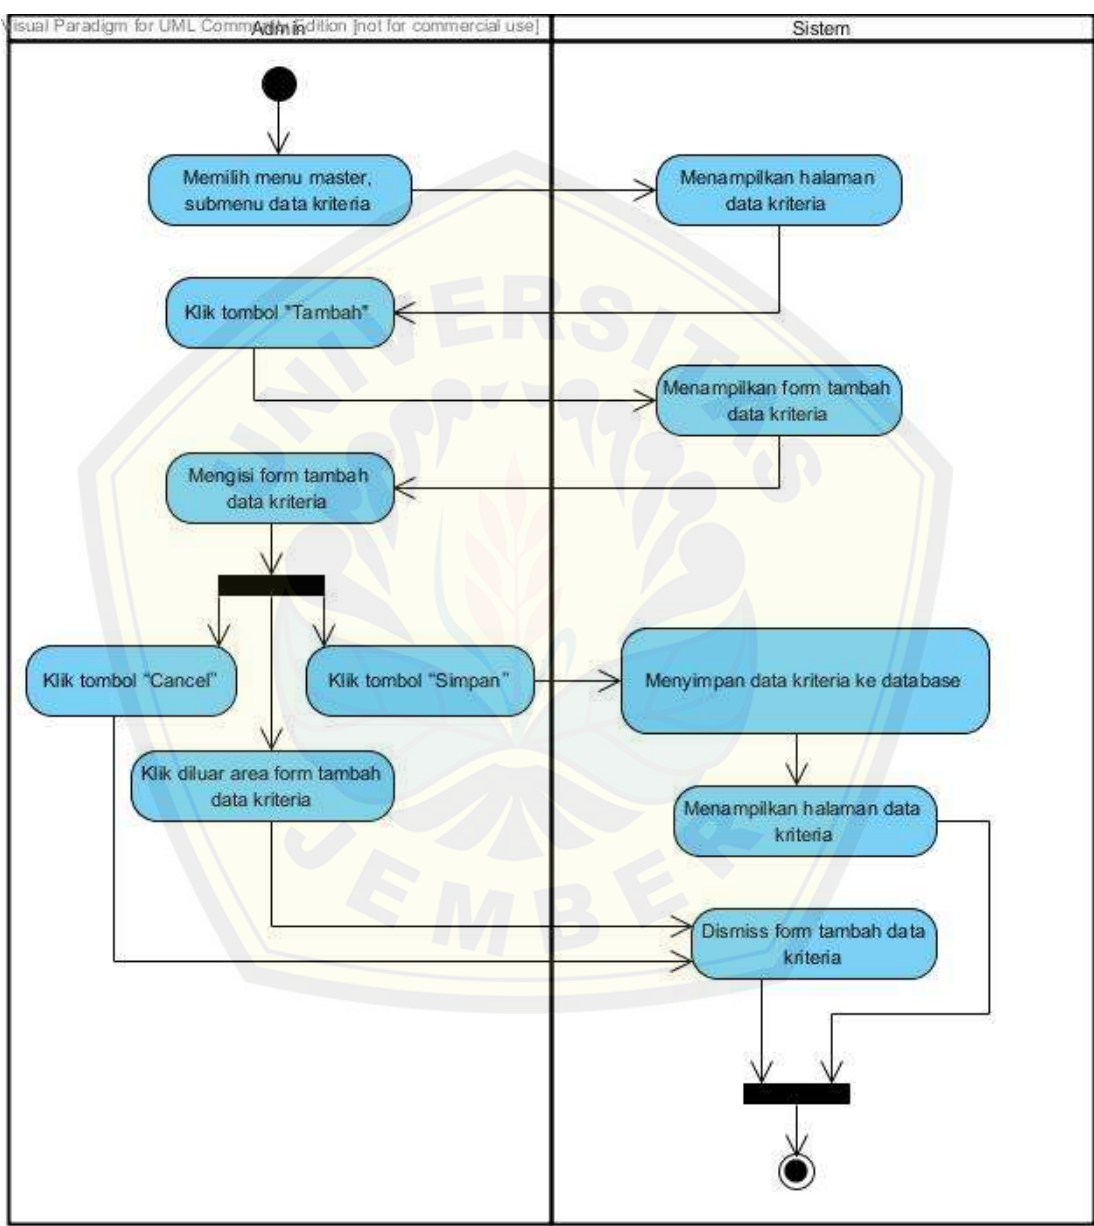 Visual Paradigm for UML Community Edition [not for commercial use]
Admin
Sistem
Memilih menu master,
submenu data kriteria
Menampilkan halaman
data kriteria
Klik tombol "Tambah"
Menampilkan form tambah
data kriteria
Mengisi form tambah
data kriteria
Klik tombol "Cancel"
Klik tombol "Simpan"
Menyimpan data kriteria ke database
Klik diluar area form tambah
data kriteria
Menampilkan halaman data
kriteria
Dismiss form tambah data
kriteria
UNIVERSITAS
JEMBER